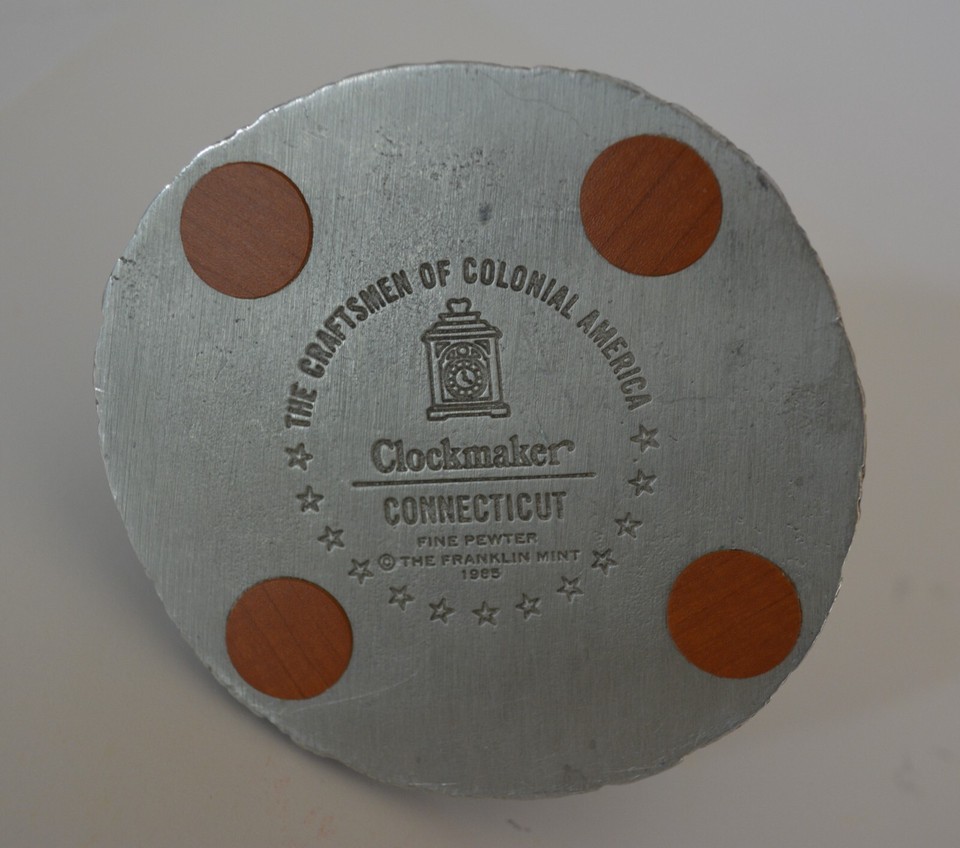 THE CRAFTSMEN OF COLONIAL AMERICA
Clockmaker
CONNECTICUT
FINE PEWTER
© THE FRANKLIN MINT
1985